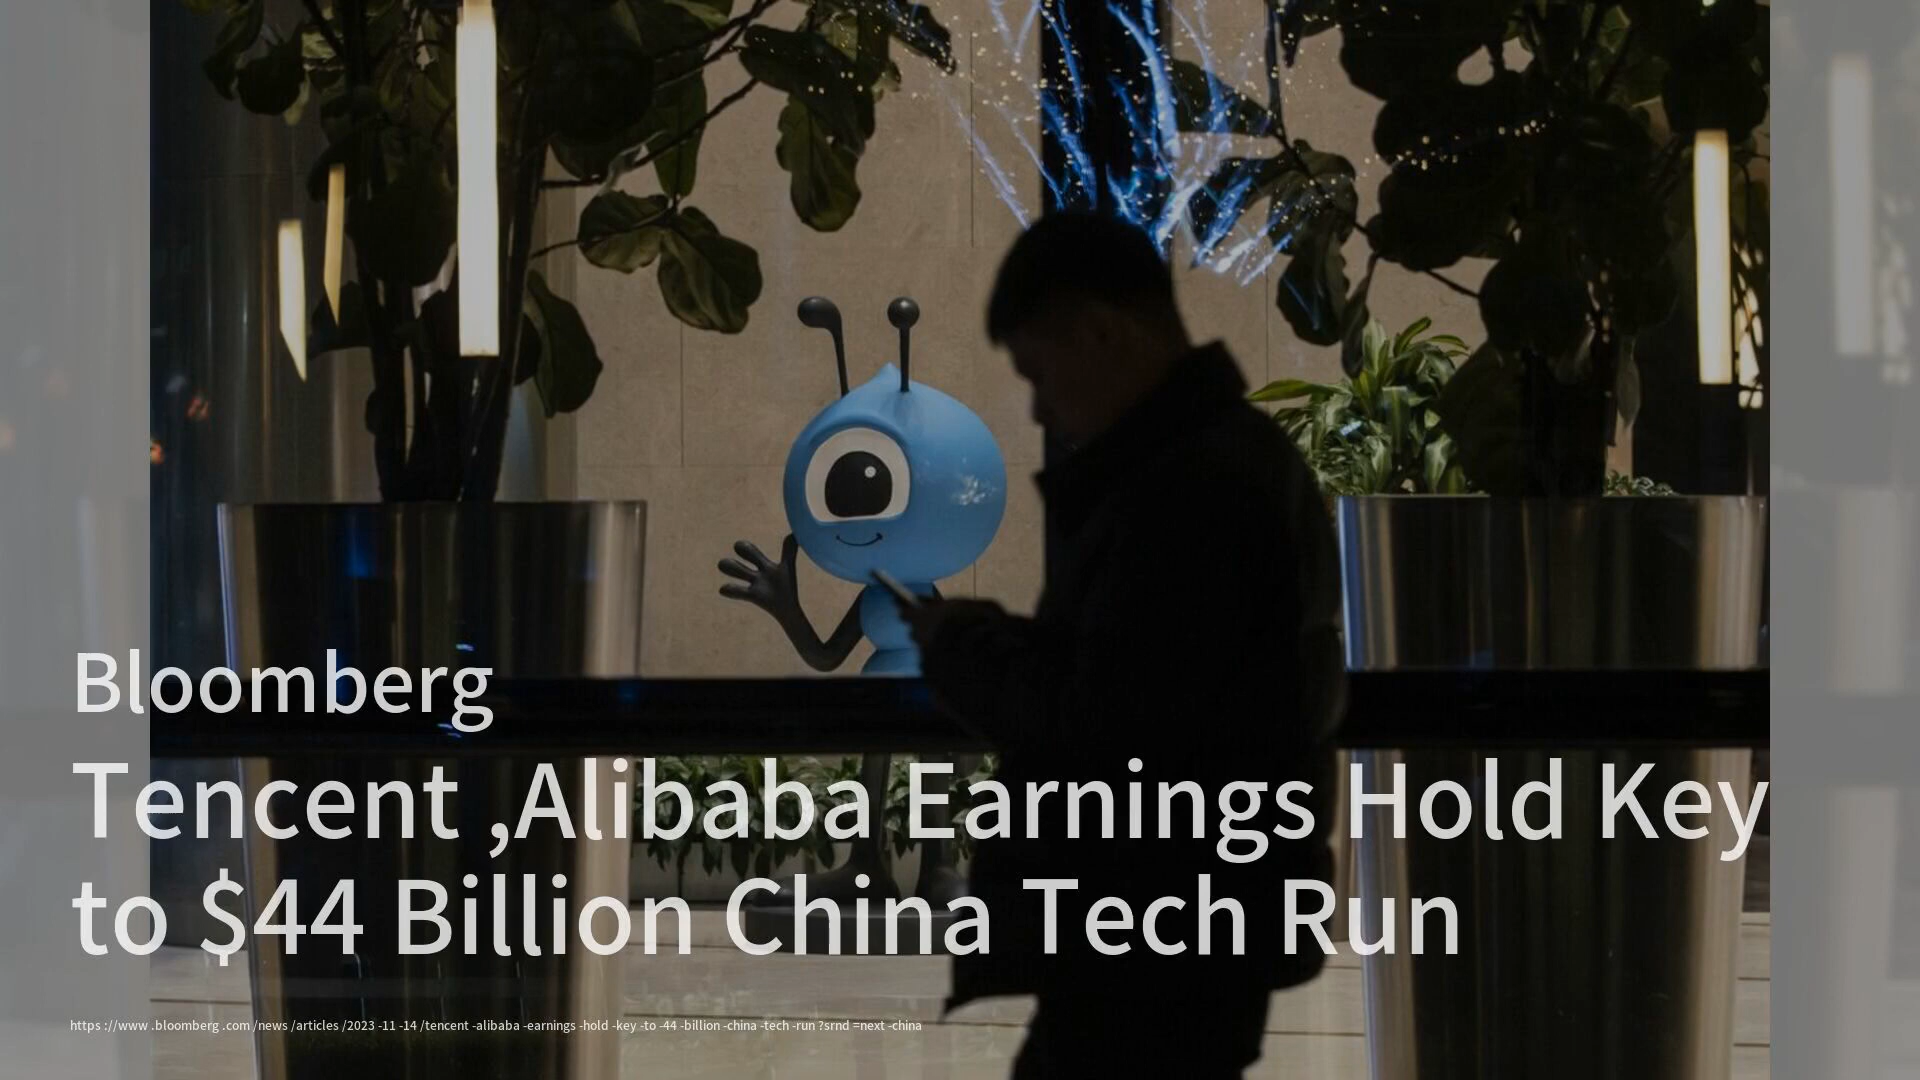 Bloomberg
Tencent ,Alibaba Earnings Hold Key
to $44 Billion China Tech Run
https ://www .bloomberg .com /news /articles /2023 -11 -14 /tencent -alibaba -earnings -hold -key -to -44 -billion -china -tech -run ?srnd =next -china